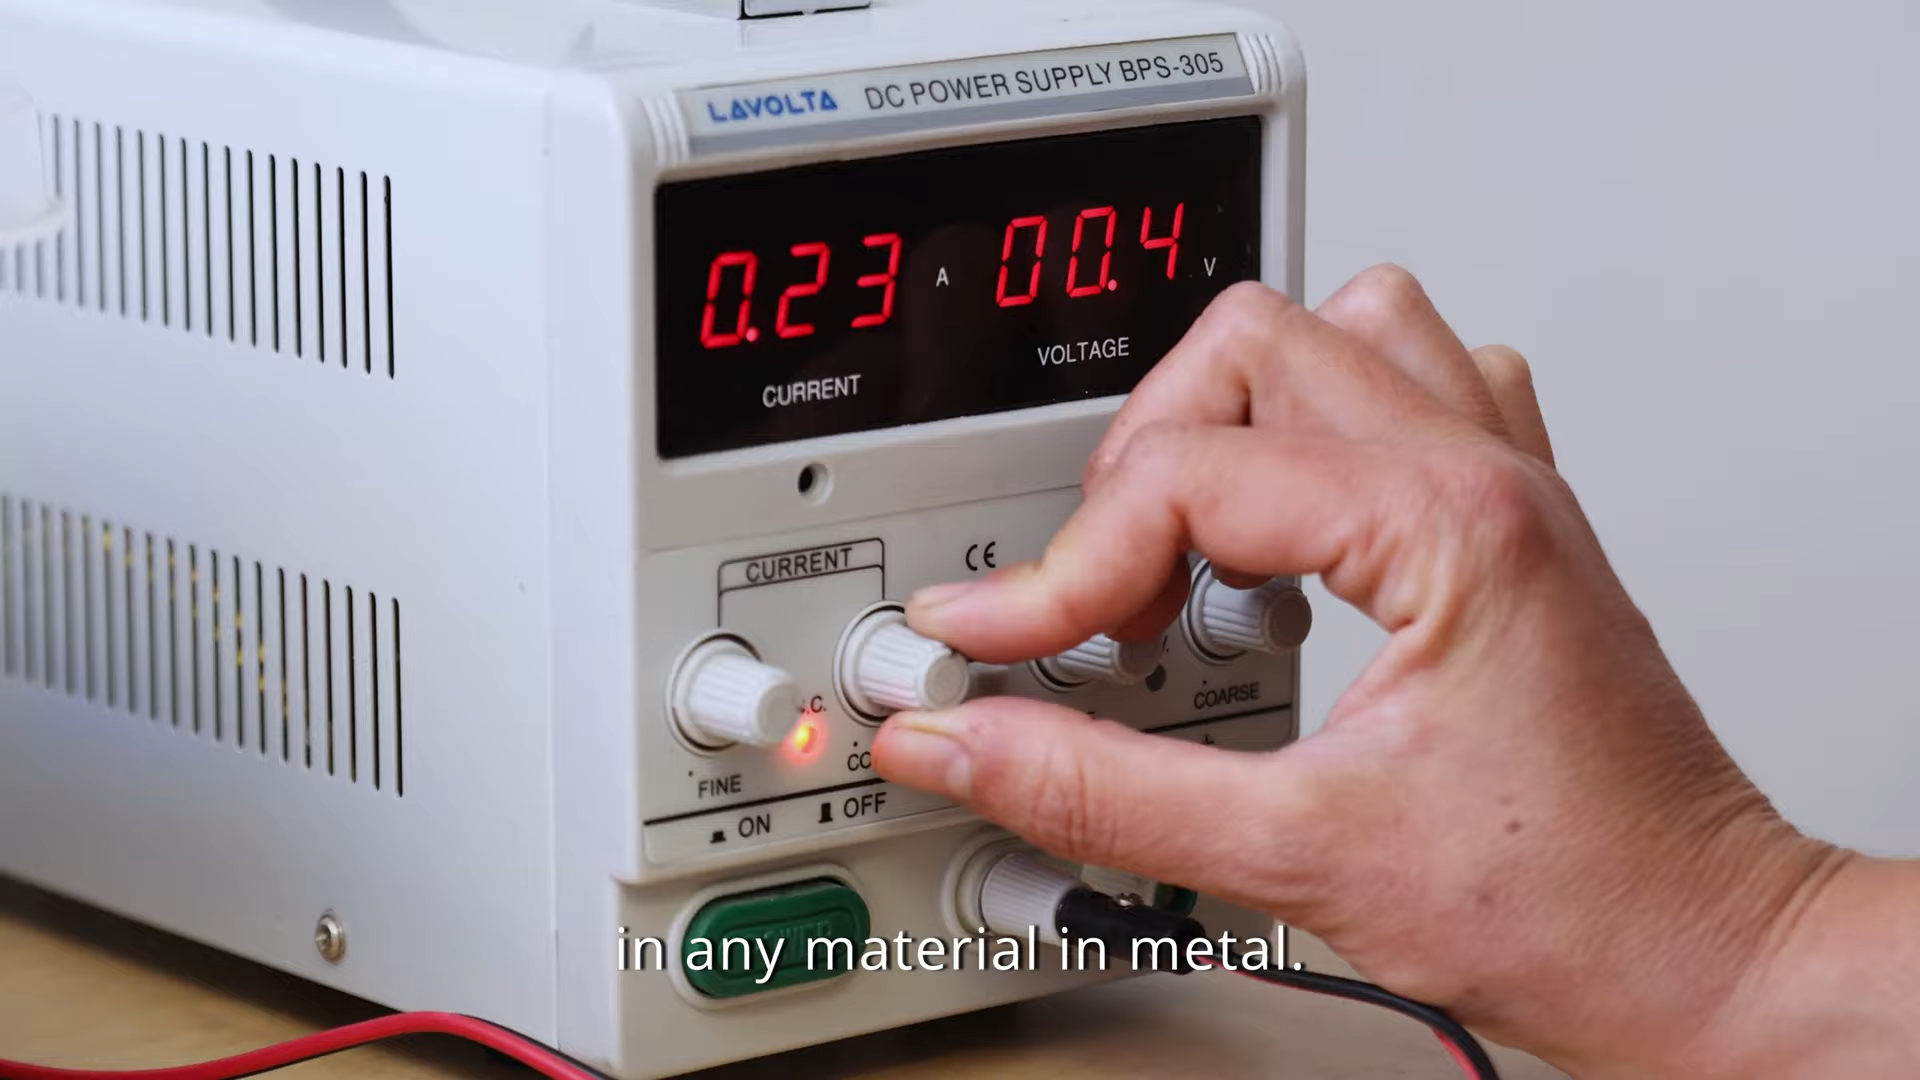 LAVOLTA DC POWER SUPPLY BPS-305
0.23 A 00.4 V
CURRENT VOLTAGE
CURRENT CE
FINE COARSE
ON OFF
in any material in metal.